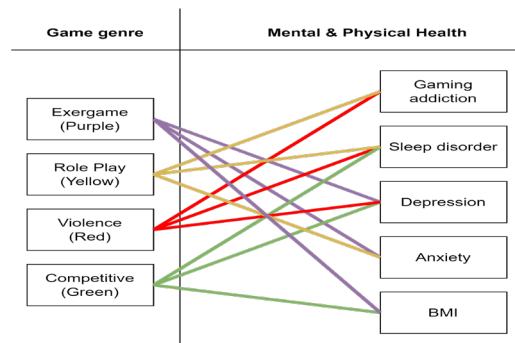 Game genre
Mental & Physical Health
Exergame
(Purple)
Role Play
(Yellow)
Violence
(Red)
Competitive
(Green)
Gaming
addiction
Sleep disorder
Depression
Anxiety
BMI